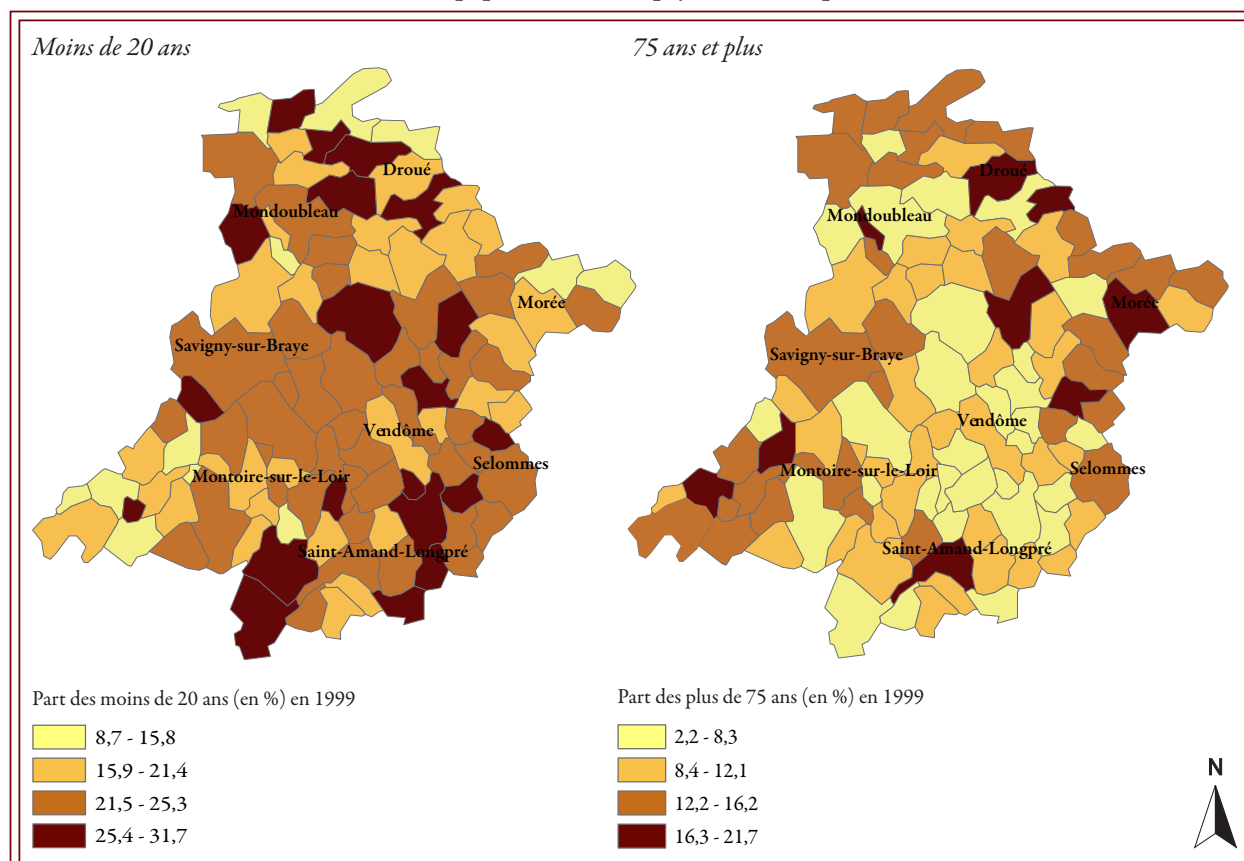 Moins de 20 ans
75 ans et plus
Droué
Mondoubleau
Morée
Savigny-sur-Braye
Vendôme
Selommes
Montoire-sur-le-Loir
Saint-Amand-Longpré
Droué
Mondoubleau
Morée
Savigny-sur-Braye
Vendôme
Selommes
Montoire-sur-le-Loir
Saint-Amand-Longpré
Part des moins de 20 ans (en %) en 1999
8,7 - 15,8
15,9 - 21,4
21,5 - 25,3
25,4 - 31,7
Part des plus de 75 ans (en %) en 1999
2,2 - 8,3
8,4 - 12,1
12,2 - 16,2
16,3 - 21,7
N